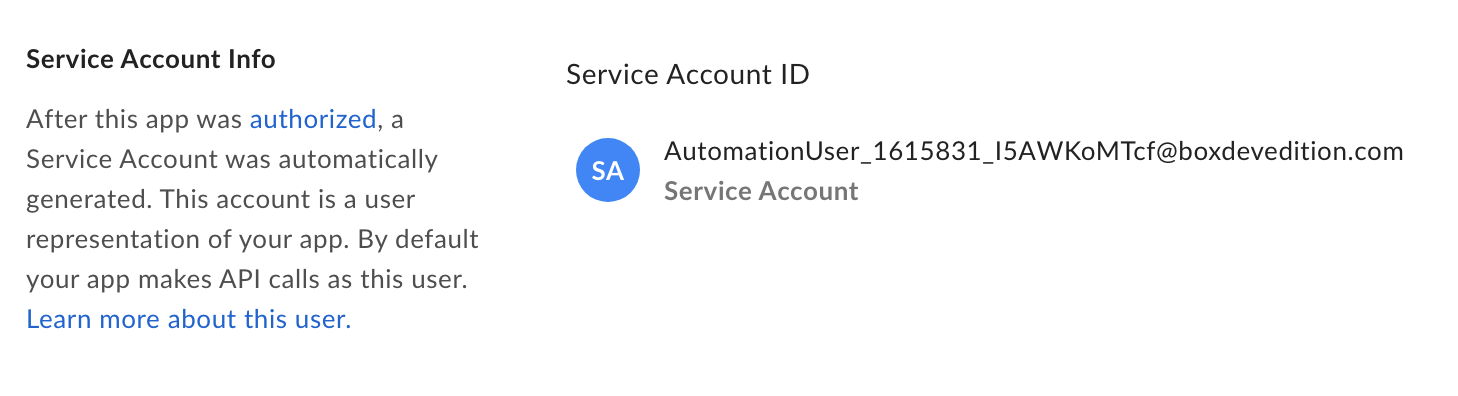 Service Account Info
After this app was authorized, a
Service Account was automatically
generated. This account is a user
representation of your app. By default
your app makes API calls as this user.
Learn more about this user.
Service Account ID
SA
AutomationUser_1615831_I5AWKoMTcf@boxdevedition.com
Service Account